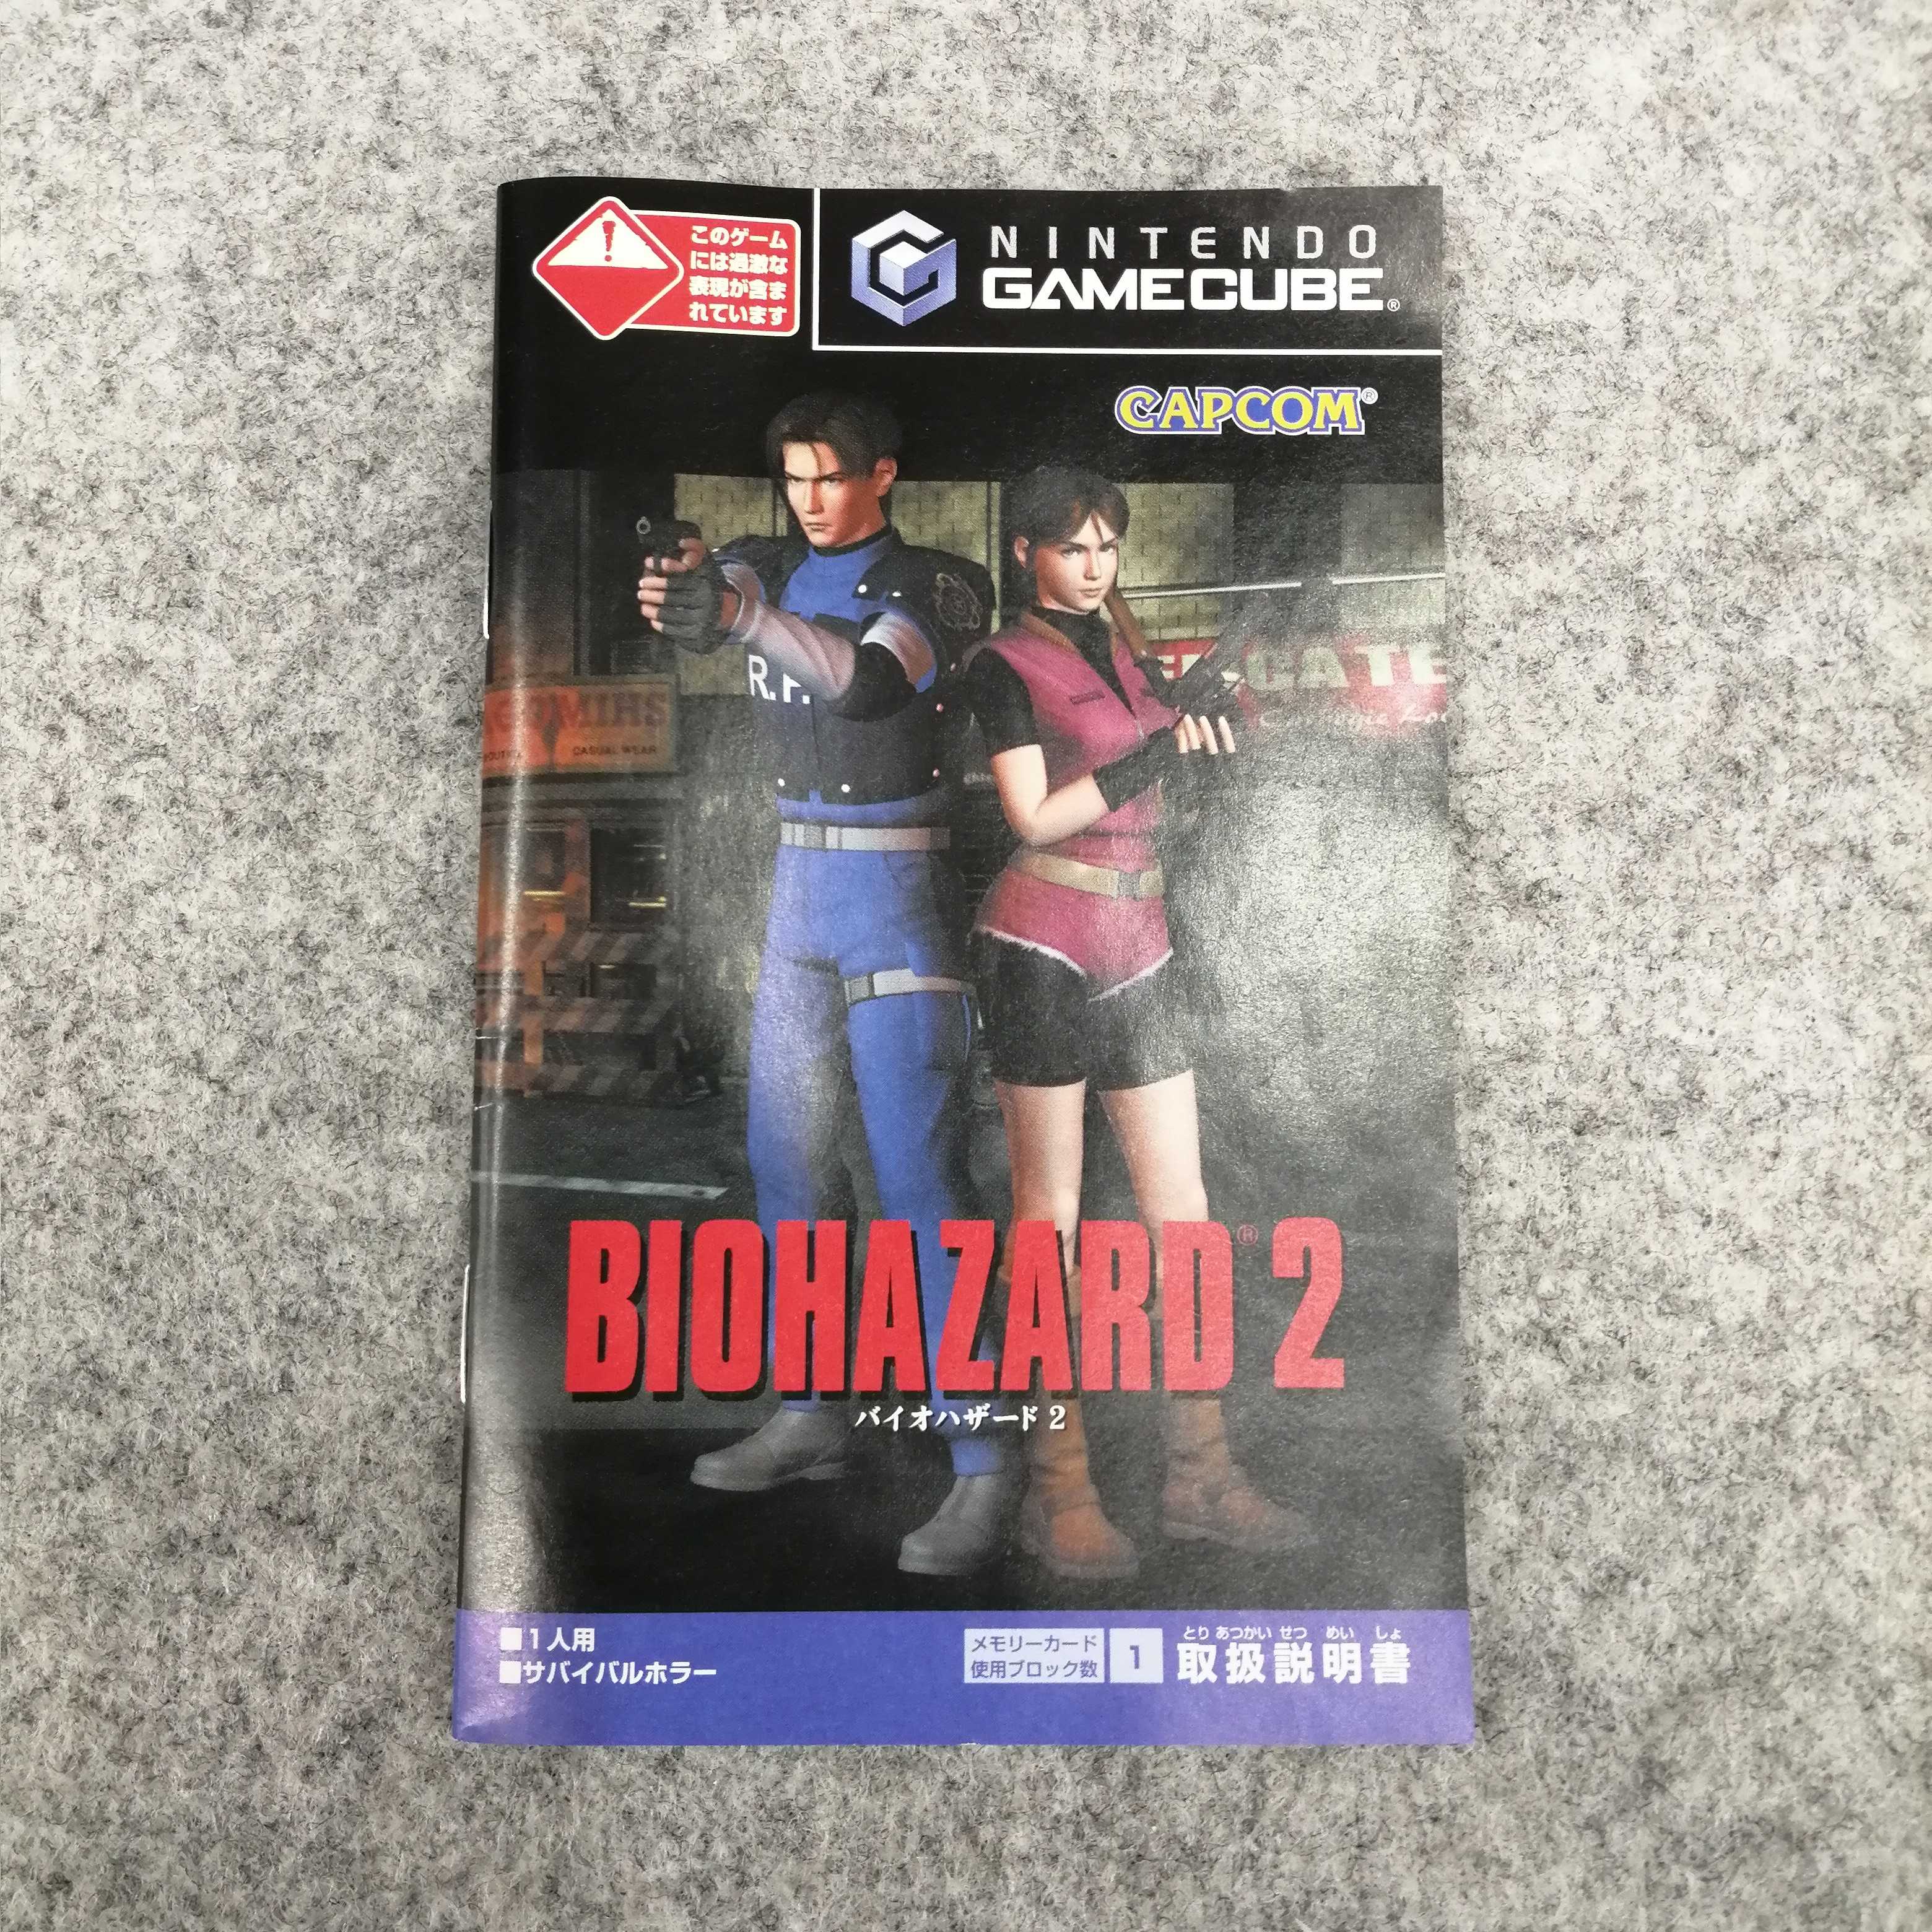 このゲーム
には過激な
表現が含ま
れています
NINTENDO
GAMECUBE®
CAPCOM®
R.P.
CASUAL WEAR
BIOHAZARD® 2
バイオハザード 2
■1人用
■サバイバルホラー
メモリーカード
使用ブロック数
1
とり あつかい せつ めい しょ
取扱説明書